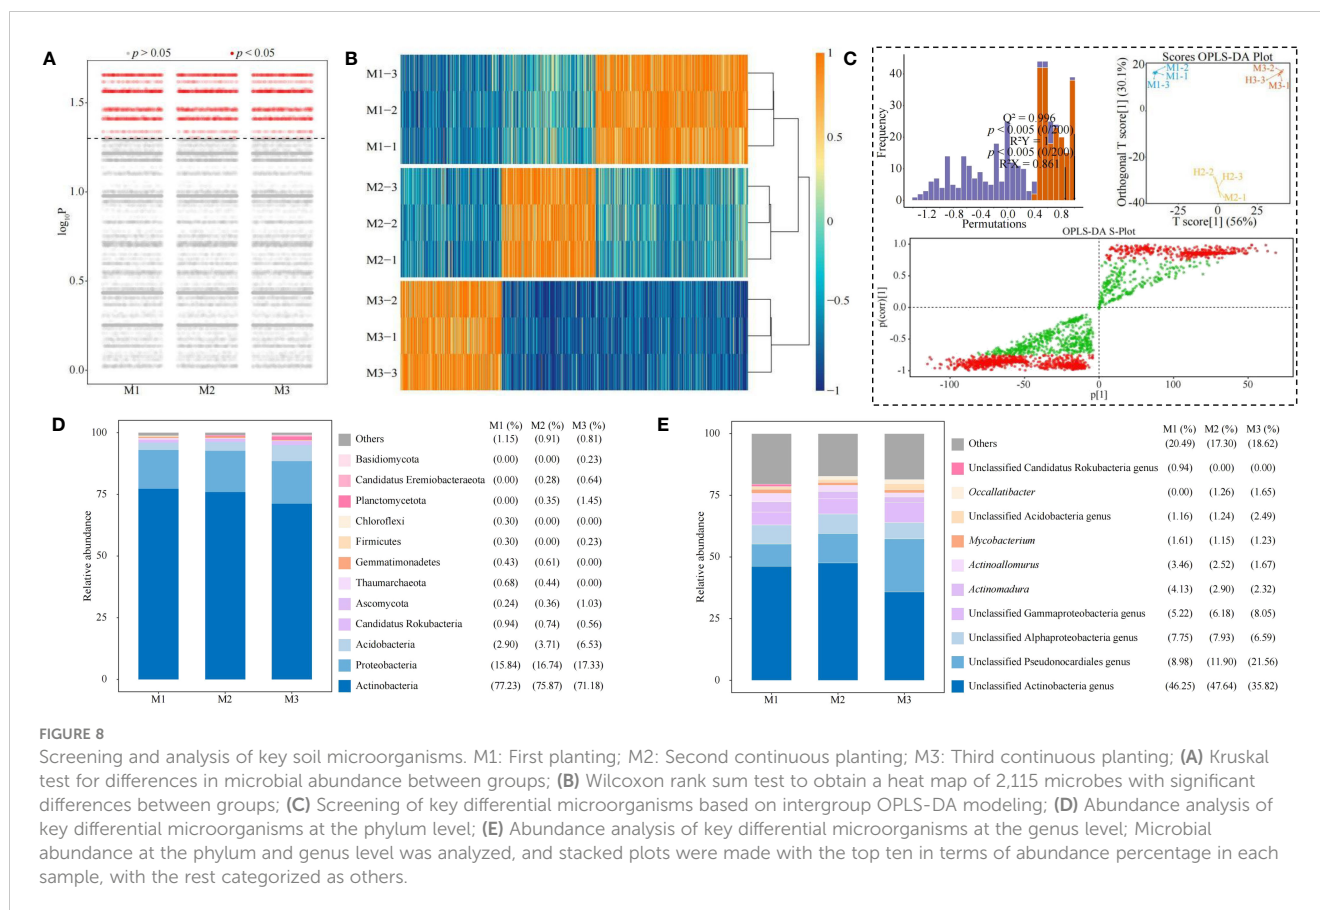 A
p > 0.05
p < 0.05
1.5
1.0
0.5
0.0
log₁₀P
M1
M2
M3
B
M1−3
M1−2
M1−1
M2−3
M2−2
M2−1
M3−2
M3−1
M3−3
1
0.5
0
−0.5
−1
C
40
30
20
10
0
Frequency
Q² = 0.996
p < 0.005 (0/200)
R²Y = 1
p < 0.005 (0/200)
R²X = 0.861
-1.2 -0.8 -0.4 0.0 0.4 0.8
Permutations
Scores OPLS-DA Plot
M1-2
M1-1
M1-3
M3-2
H3-3
M3-1
H2-2
H2-3
M2-1
20
0
-20
-40
Orthogonal T score[1] (30.1%)
-25 0 25
T score[1] (56%)
OPLS-DA S-Plot
1.0
0.5
0.0
-0.5
-1
p(corr)[1]
-100 -50 0 100 50
p[1]
D
100
75
50
25
0
Relative abundance
M1 M2 M3
M1 (%) M2 (%) M3 (%)
Others (1.15) (0.91) (0.81)
Basidiomycota (0.00) (0.00) (0.23)
Candidatus Eremiobacteraeota (0.00) (0.28) (0.64)
Planctomycetota (0.00) (0.35) (1.45)
Chloroflexi (0.30) (0.00) (0.00)
Firmicutes (0.30) (0.00) (0.23)
Gemmatimonadetes (0.43) (0.61) (0.00)
Thaumarchaeota (0.68) (0.44) (0.00)
Ascomycota (0.24) (0.36) (1.03)
Candidatus Rokubacteria (0.94) (0.74) (0.56)
Acidobacteria (2.90) (3.71) (6.53)
Proteobacteria (15.84) (16.74) (17.33)
Actinobacteria (77.23) (75.87) (71.18)
E
100
75
50
25
0
Relative abundance
M1 M2 M3
M1 (%) M2 (%) M3 (%)
Others (20.49) (17.30) (18.62)
Unclassified Candidatus Rokubacteria genus (0.94) (0.00) (0.00)
Occallatibacter (0.00) (1.26) (1.65)
Unclassified Acidobacteria genus (1.16) (1.24) (2.49)
Mycobacterium (1.61) (1.15) (1.23)
Actinoallomurus (3.46) (2.52) (1.67)
Actinomadura (4.13) (2.90) (2.32)
Unclassified Gammaproteobacteria genus (5.22) (6.18) (8.05)
Unclassified Alphaproteobacteria genus (7.75) (7.93) (6.59)
Unclassified Pseudonocardiales genus (8.98) (11.90) (21.56)
Unclassified Actinobacteria genus (46.25) (47.64) (35.82)
FIGURE 8
Screening and analysis of key soil microorganisms. M1: First planting; M2: Second continuous planting; M3: Third continuous planting; (A) Kruskal
test for differences in microbial abundance between groups; (B) Wilcoxon rank sum test to obtain a heat map of 2,115 microbes with significant
differences between groups; (C) Screening of key differential microorganisms based on intergroup OPLS-DA modeling; (D) Abundance analysis of
key differential microorganisms at the phylum level; (E) Abundance analysis of key differential microorganisms at the genus level; Microbial
abundance at the phylum and genus level was analyzed, and stacked plots were made with the top ten in terms of abundance percentage in each
sample, with the rest categorized as others.